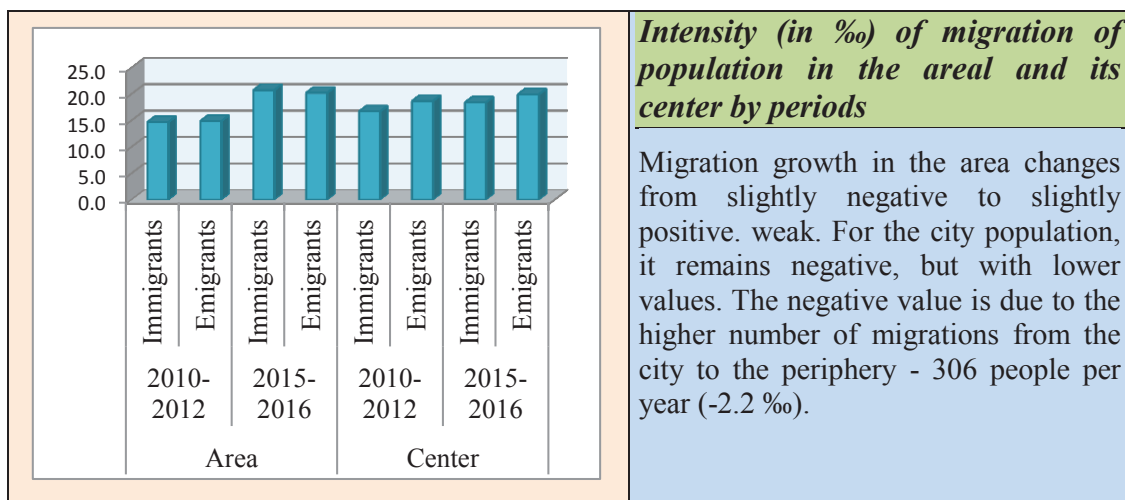 25.0
20.0
15.0
10.0
5.0
0.0
Immigrants
Emigrants
Immigrants
Emigrants
Immigrants
Emigrants
Immigrants
Emigrants
2010-
2012
2015-
2016
2010-
2012
2015-
2016
Area
Center
Intensity (in ‰) of migration of
population in the areal and its
center by periods
Migration growth in the area changes
from slightly negative to slightly
positive. weak. For the city population,
it remains negative, but with lower
values. The negative value is due to the
higher number of migrations from the
city to the periphery - 306 people per
year (-2.2 ‰).